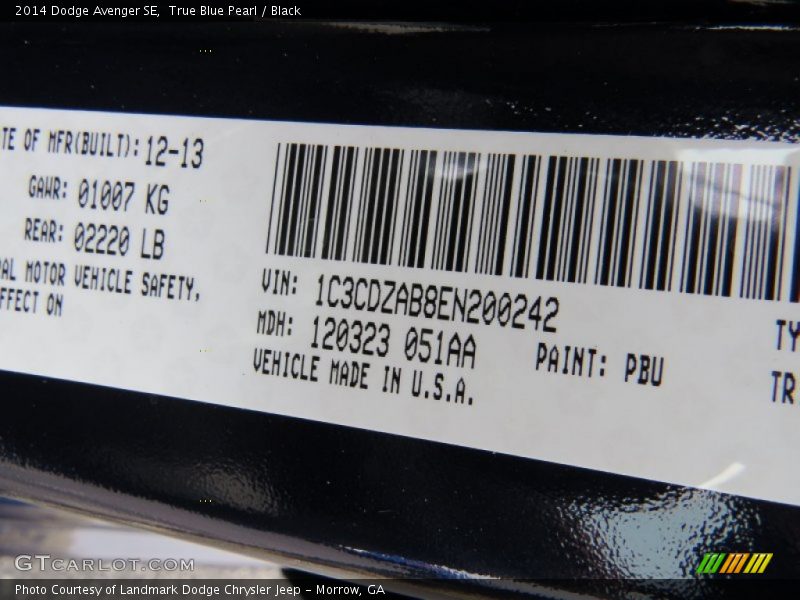 2014 Dodge Avenger SE,  True Blue Pearl / Black
TE OF MFR(BUILT): 12-13
GAWR: 01007 KG
REAR: 02220 LB
AL MOTOR VEHICLE SAFETY,
FFECT ON
VIN: 1C3CDZAB8EN200242
MDH: 120323 051AA
PAINT: PBU
VEHICLE MADE IN U.S.A.
TY
TR
GTCARLOT.COM
Photo Courtesy of Landmark Dodge Chrysler Jeep - Morrow, GA